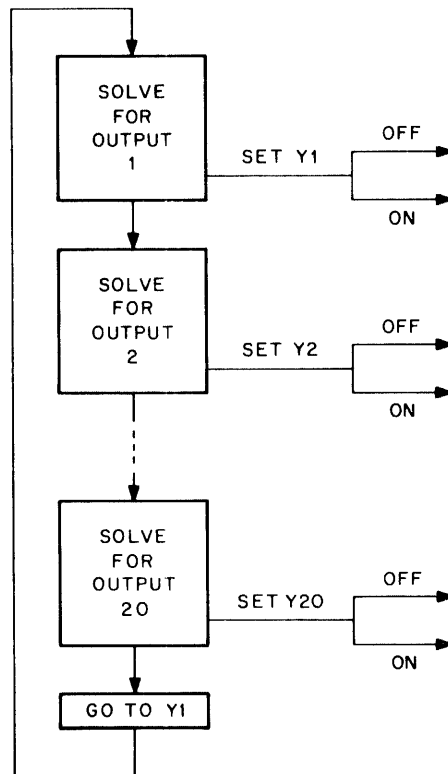 SOLVE
FOR
OUTPUT
1
SET Y1
OFF
ON
SOLVE
FOR
OUTPUT
2
SET Y2
OFF
ON
SOLVE
FOR
OUTPUT
20
SET Y20
OFF
ON
GO TO Y1